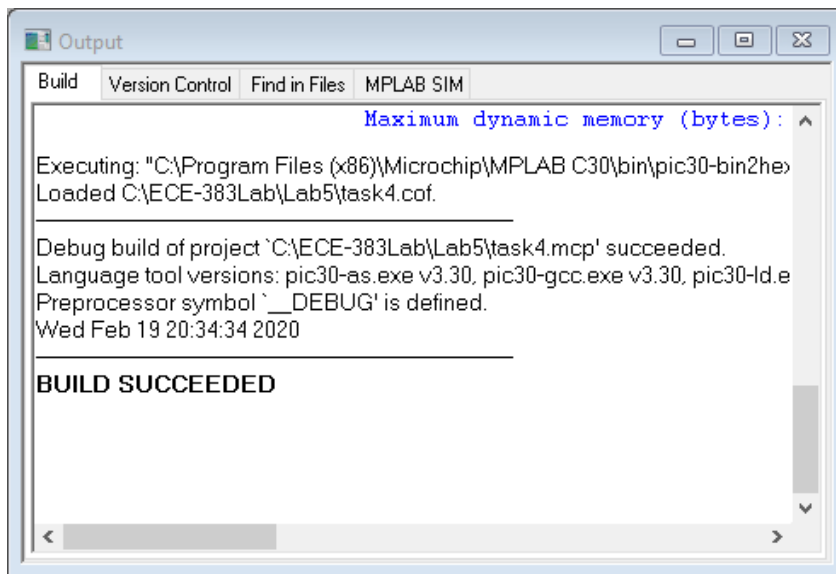 Output
Build Version Control Find in Files MPLAB SIM
Maximum dynamic memory (bytes):
Executing: "C:\Program Files (x86)\Microchip\MPLAB C30\bin\pic30-bin2hex
Loaded C:\ECE-383Lab\Lab5\task4.cof.
Debug build of project `C:\ECE-383Lab\Lab5\task4.mcp' succeeded.
Language tool versions: pic30-as.exe v3.30, pic30-gcc.exe v3.30, pic30-ld.e
Preprocessor symbol `__DEBUG' is defined.
Wed Feb 19 20:34:34 2020
BUILD SUCCEEDED